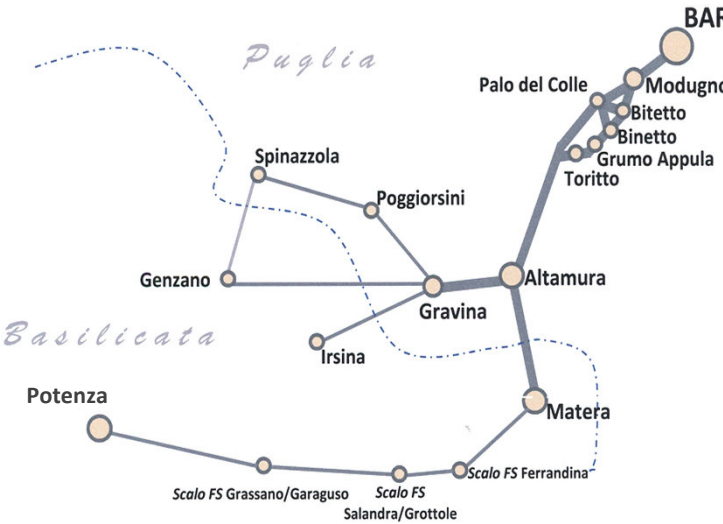 BAR
Puglia
Palo del Colle
Modugno
Bitetto
Binetto
Grumo Appula
Toritto
Spinazzola
Poggiorsini
Genzano
Altamura
Gravina
Basilicata
Irsina
Potenza
Matera
Scalo FS Ferrandina
Scalo FS Grassano/Garaguso
Scalo FS
Salandra/Grottole